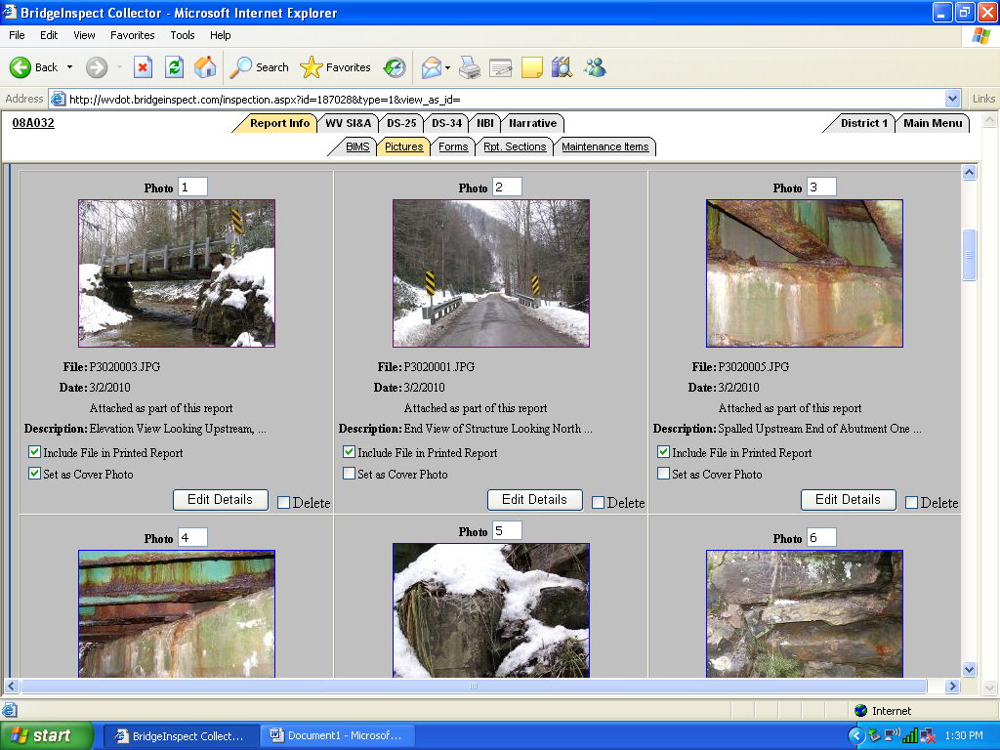 BridgeInspect Collector - Microsoft Internet Explorer
File Edit View Favorites Tools Help
Back Search Favorites
Address http://wvdot.bridgeinspect.com/inspection.aspx?id=187028&type=1&view_as_id= Links
08A032 Report Info WV SI&A DS-25 DS-34 NBI Narrative District 1 Main Menu
BIMS Pictures Forms Rpt. Sections Maintenance Items
Photo 1 Photo 2 Photo 3
File: P3020003.JPG File: P3020001.JPG File: P3020005.JPG
Date: 3/2/2010 Date: 3/2/2010 Date: 3/2/2010
Attached as part of this report Attached as part of this report Attached as part of this report
Description: Elevation View Looking Upstream, ... Description: End View of Structure Looking North ... Description: Spalled Upstream End of Abutment One ...
Include File in Printed Report Include File in Printed Report Include File in Printed Report
Set as Cover Photo Set as Cover Photo Set as Cover Photo
Edit Details Delete Edit Details Delete Edit Details Delete
Photo 4 Photo 5 Photo 6
Internet
start BridgeInspect Collect... Document1 - Microsof... 1:30 PM